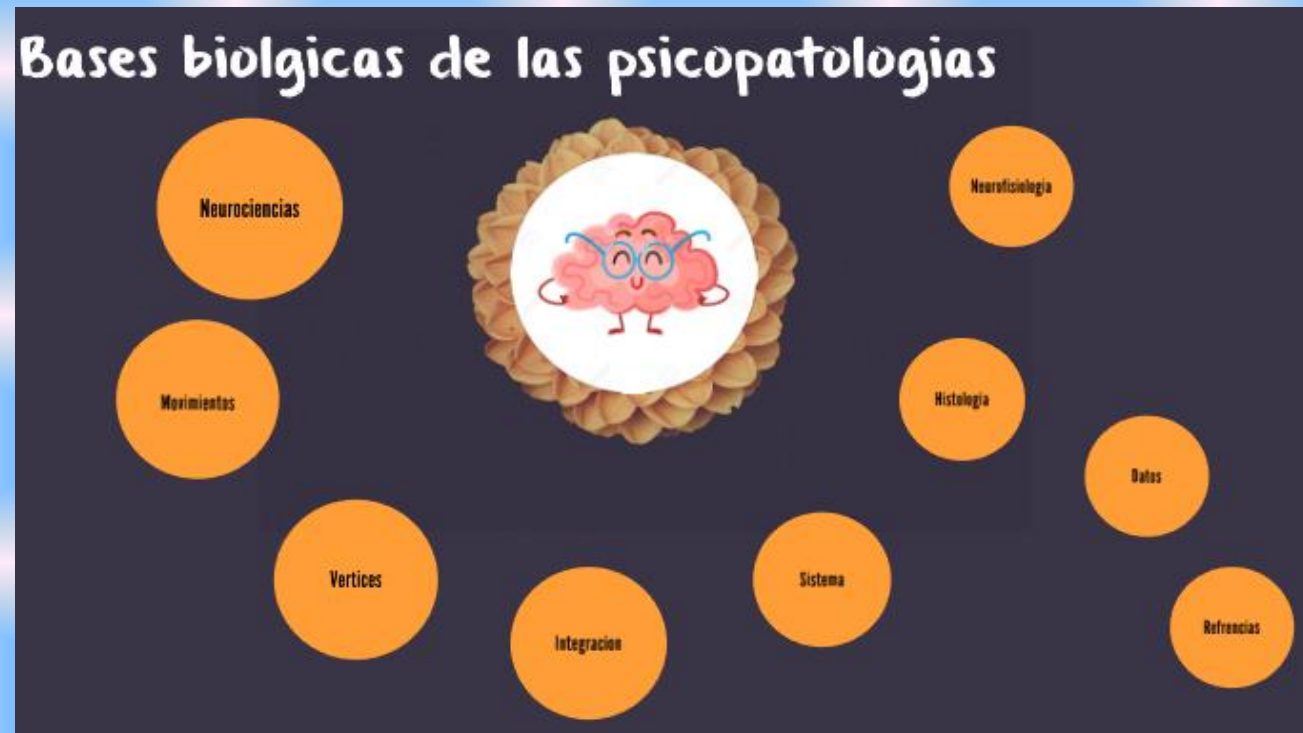 Bases biolgicas de las psicopatologias
Neurociencias
Neurofisiologia
Movimientos
Histologia
Datos
Vertices
Sistema
Integracion
Refrencias